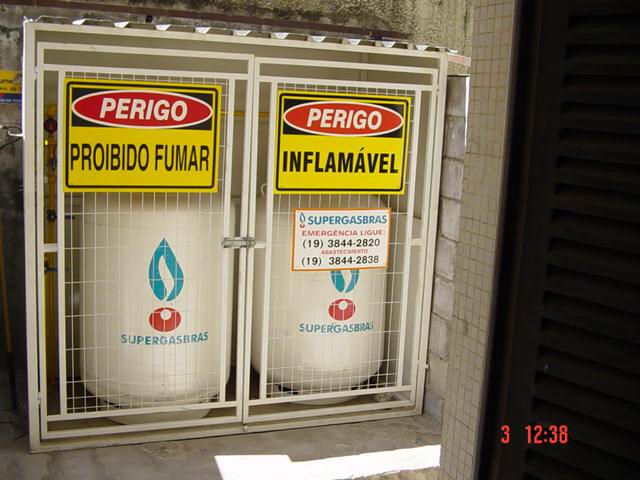 PERIGO
PROIBIDO FUMAR
PERIGO
INFLAMÁVEL
SUPERGASBRAS
EMERGÊNCIA LIGUE:
(19) 3844-2820
ABASTECIMENTO
(19) 3844-2838
SUPERGASBRAS
SUPERGASBRAS
3 12:38